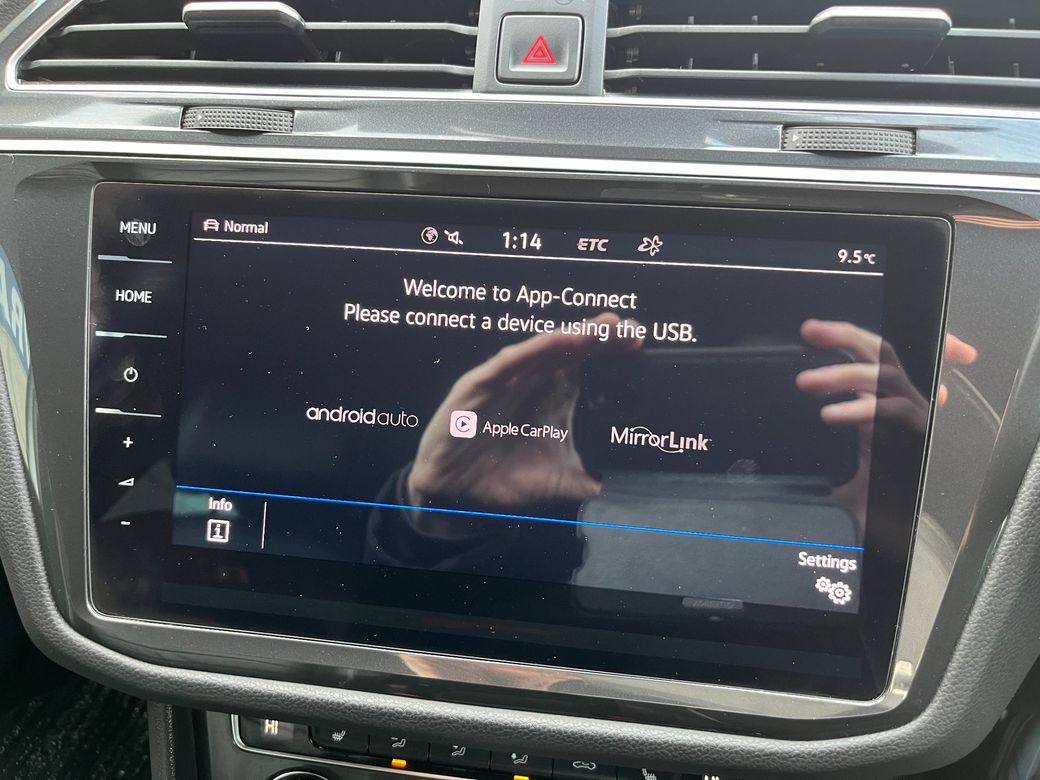 MENU
Normal
1:14
ETC
9.5°C
HOME
Welcome to App-Connect
Please connect a device using the USB.
androidauto
Apple CarPlay
MirrorLink
+
-
Info
i
Settings
HI